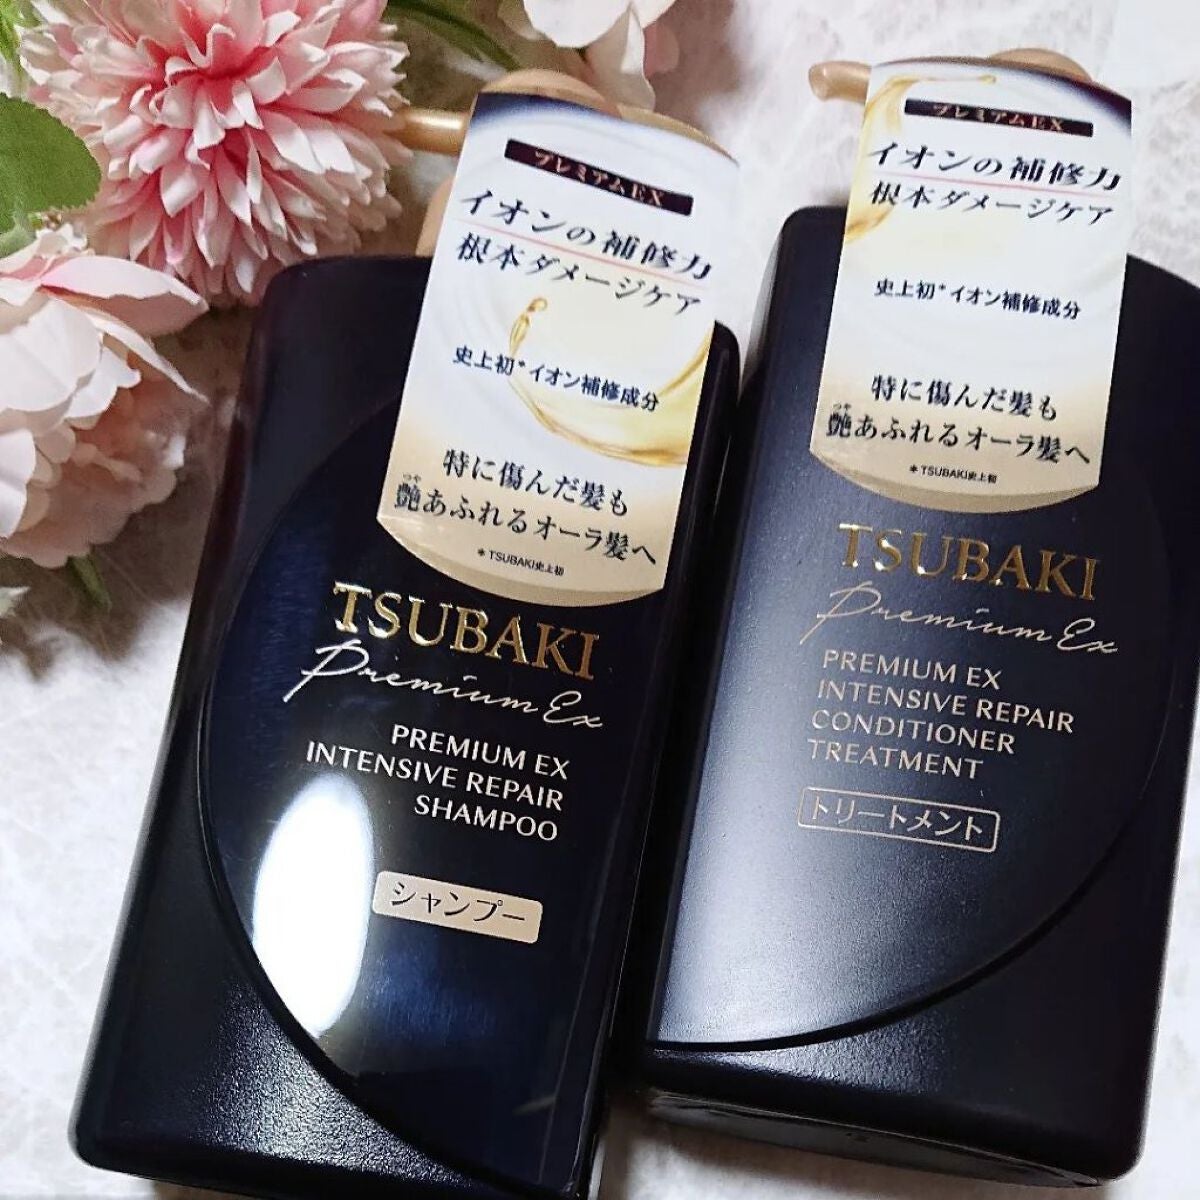 プレミアムEX
イオンの補修力
根本ダメージケア
史上初*イオン補修成分
特に傷んだ髪も
艶あふれるオーラ髪へ
つや
*TSUBAKI史上初
TSUBAKI
Premium Ex
PREMIUM EX
INTENSIVE REPAIR
SHAMPOO
シャンプー
プレミアムEX
イオンの補修力
根本ダメージケア
史上初*イオン補修成分
特に傷んだ髪も
艶あふれるオーラ髪へ
つや
*TSUBAKI史上初
TSUBAKI
Premium Ex
PREMIUM EX
INTENSIVE REPAIR
CONDITIONER
TREATMENT
トリートメント